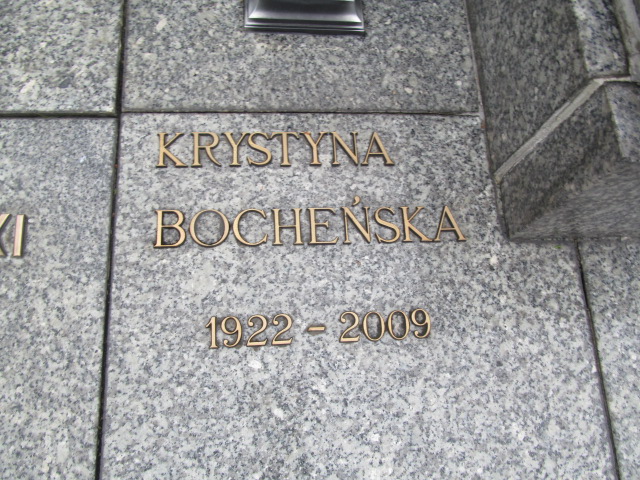 KRYSTYNA
BOCHEŃSKA
1922 - 2009